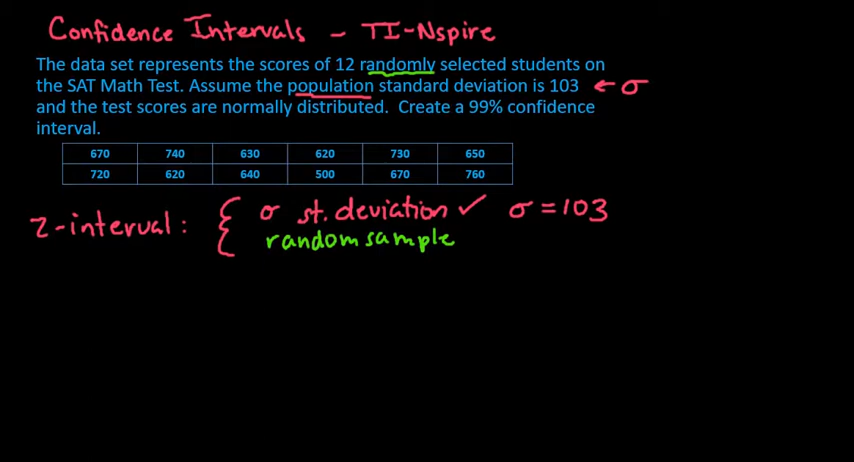 Confidence Intervals - TI-Nspire
The data set represents the scores of 12 randomly selected students on
the SAT Math Test. Assume the population standard deviation is 103 ← σ
and the test scores are normally distributed. Create a 99% confidence
interval.
670 740 630 620 730 650
720 620 640 500 670 760
z-interval: { σ st. deviation ✓ σ = 103
random sample